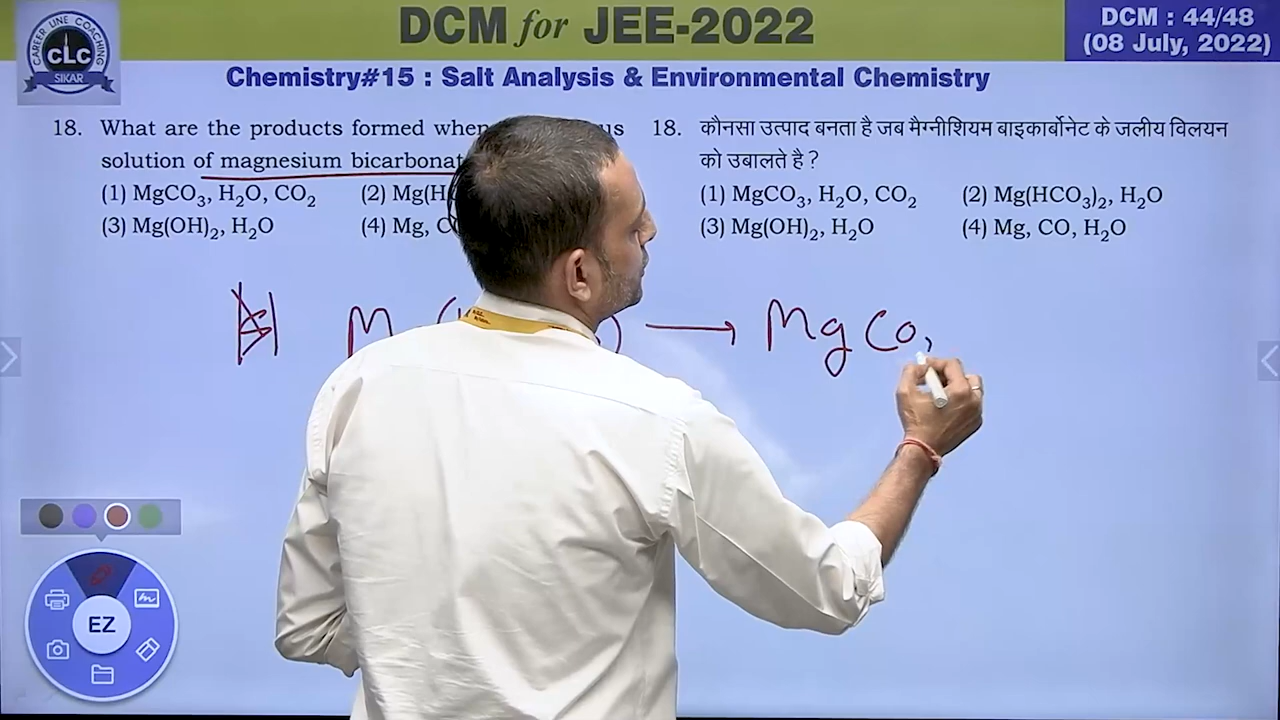 DCM for JEE-2022
DCM : 44/48
(08 July, 2022)
CAREER LINE COACHING
CLC
SIKAR
Chemistry#15 : Salt Analysis & Environmental Chemistry
18. What are the products formed when
solution of magnesium bicarbonat
(1) MgCO₃, H₂O, CO₂ (2) Mg(H
(3) Mg(OH)₂, H₂O (4) Mg, C
18. कौनसा उत्पाद बनता है जब मैग्नीशियम बाइकार्बोनेट के जलीय विलयन
को उबालते है ?
(1) MgCO₃, H₂O, CO₂ (2) Mg(HCO₃)₂, H₂O
(3) Mg(OH)₂, H₂O (4) Mg, CO, H₂O
M ( ) → MgCO
EZ